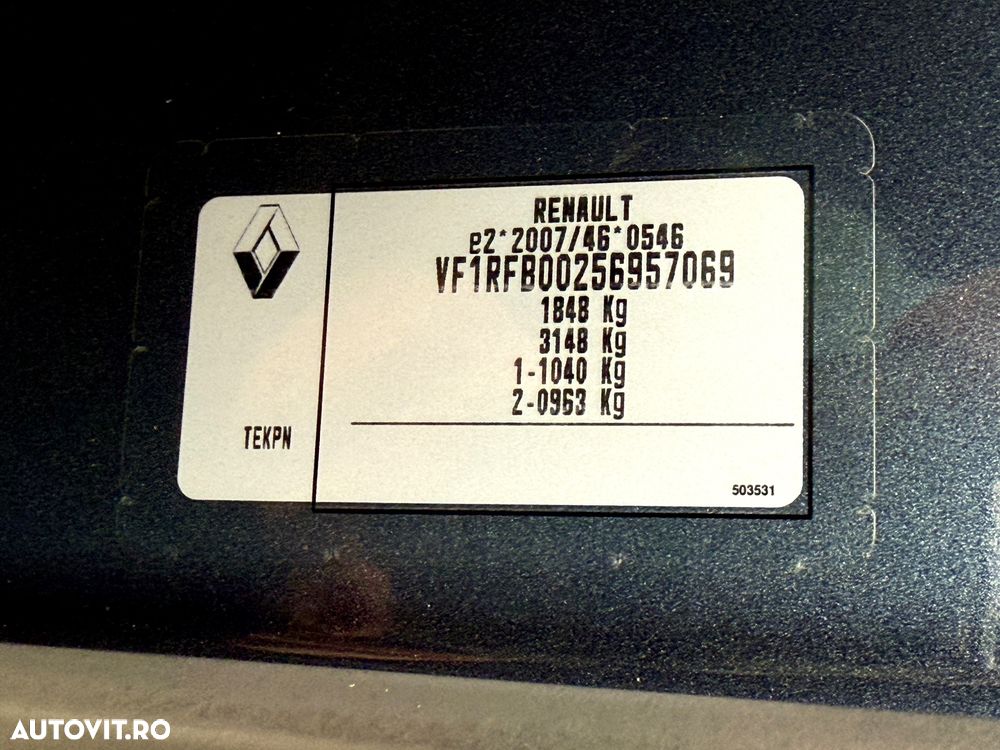 RENAULT
e2*2007/46*0546
VF1RFB00256957069
1848 Kg
3148 Kg
1-1040 Kg
2-0963 Kg
TEKPN
503531
AUTOVIT.RO